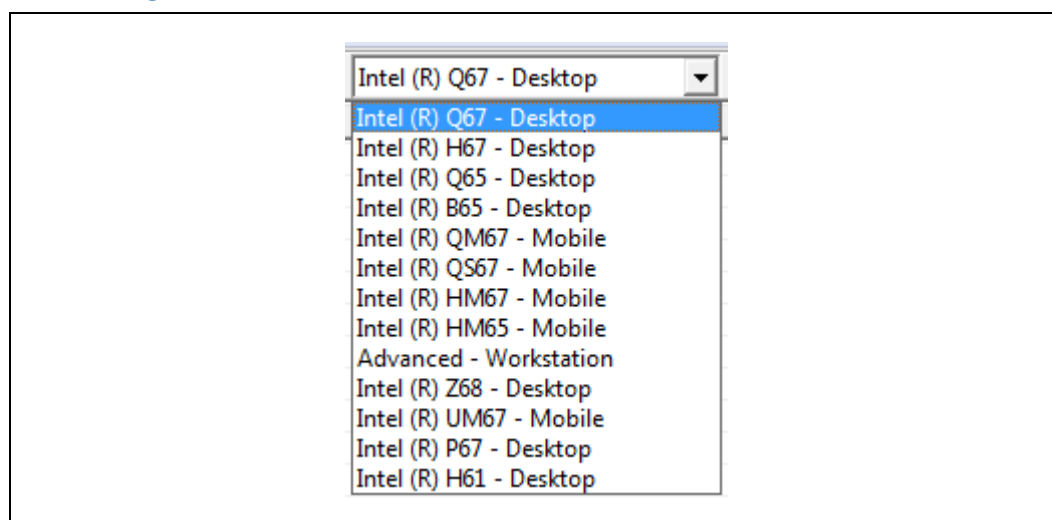 Intel (R) Q67 - Desktop
Intel (R) Q67 - Desktop
Intel (R) H67 - Desktop
Intel (R) Q65 - Desktop
Intel (R) B65 - Desktop
Intel (R) QM67 - Mobile
Intel (R) QS67 - Mobile
Intel (R) HM67 - Mobile
Intel (R) HM65 - Mobile
Advanced - Workstation
Intel (R) Z68 - Desktop
Intel (R) UM67 - Mobile
Intel (R) P67 - Desktop
Intel (R) H61 - Desktop